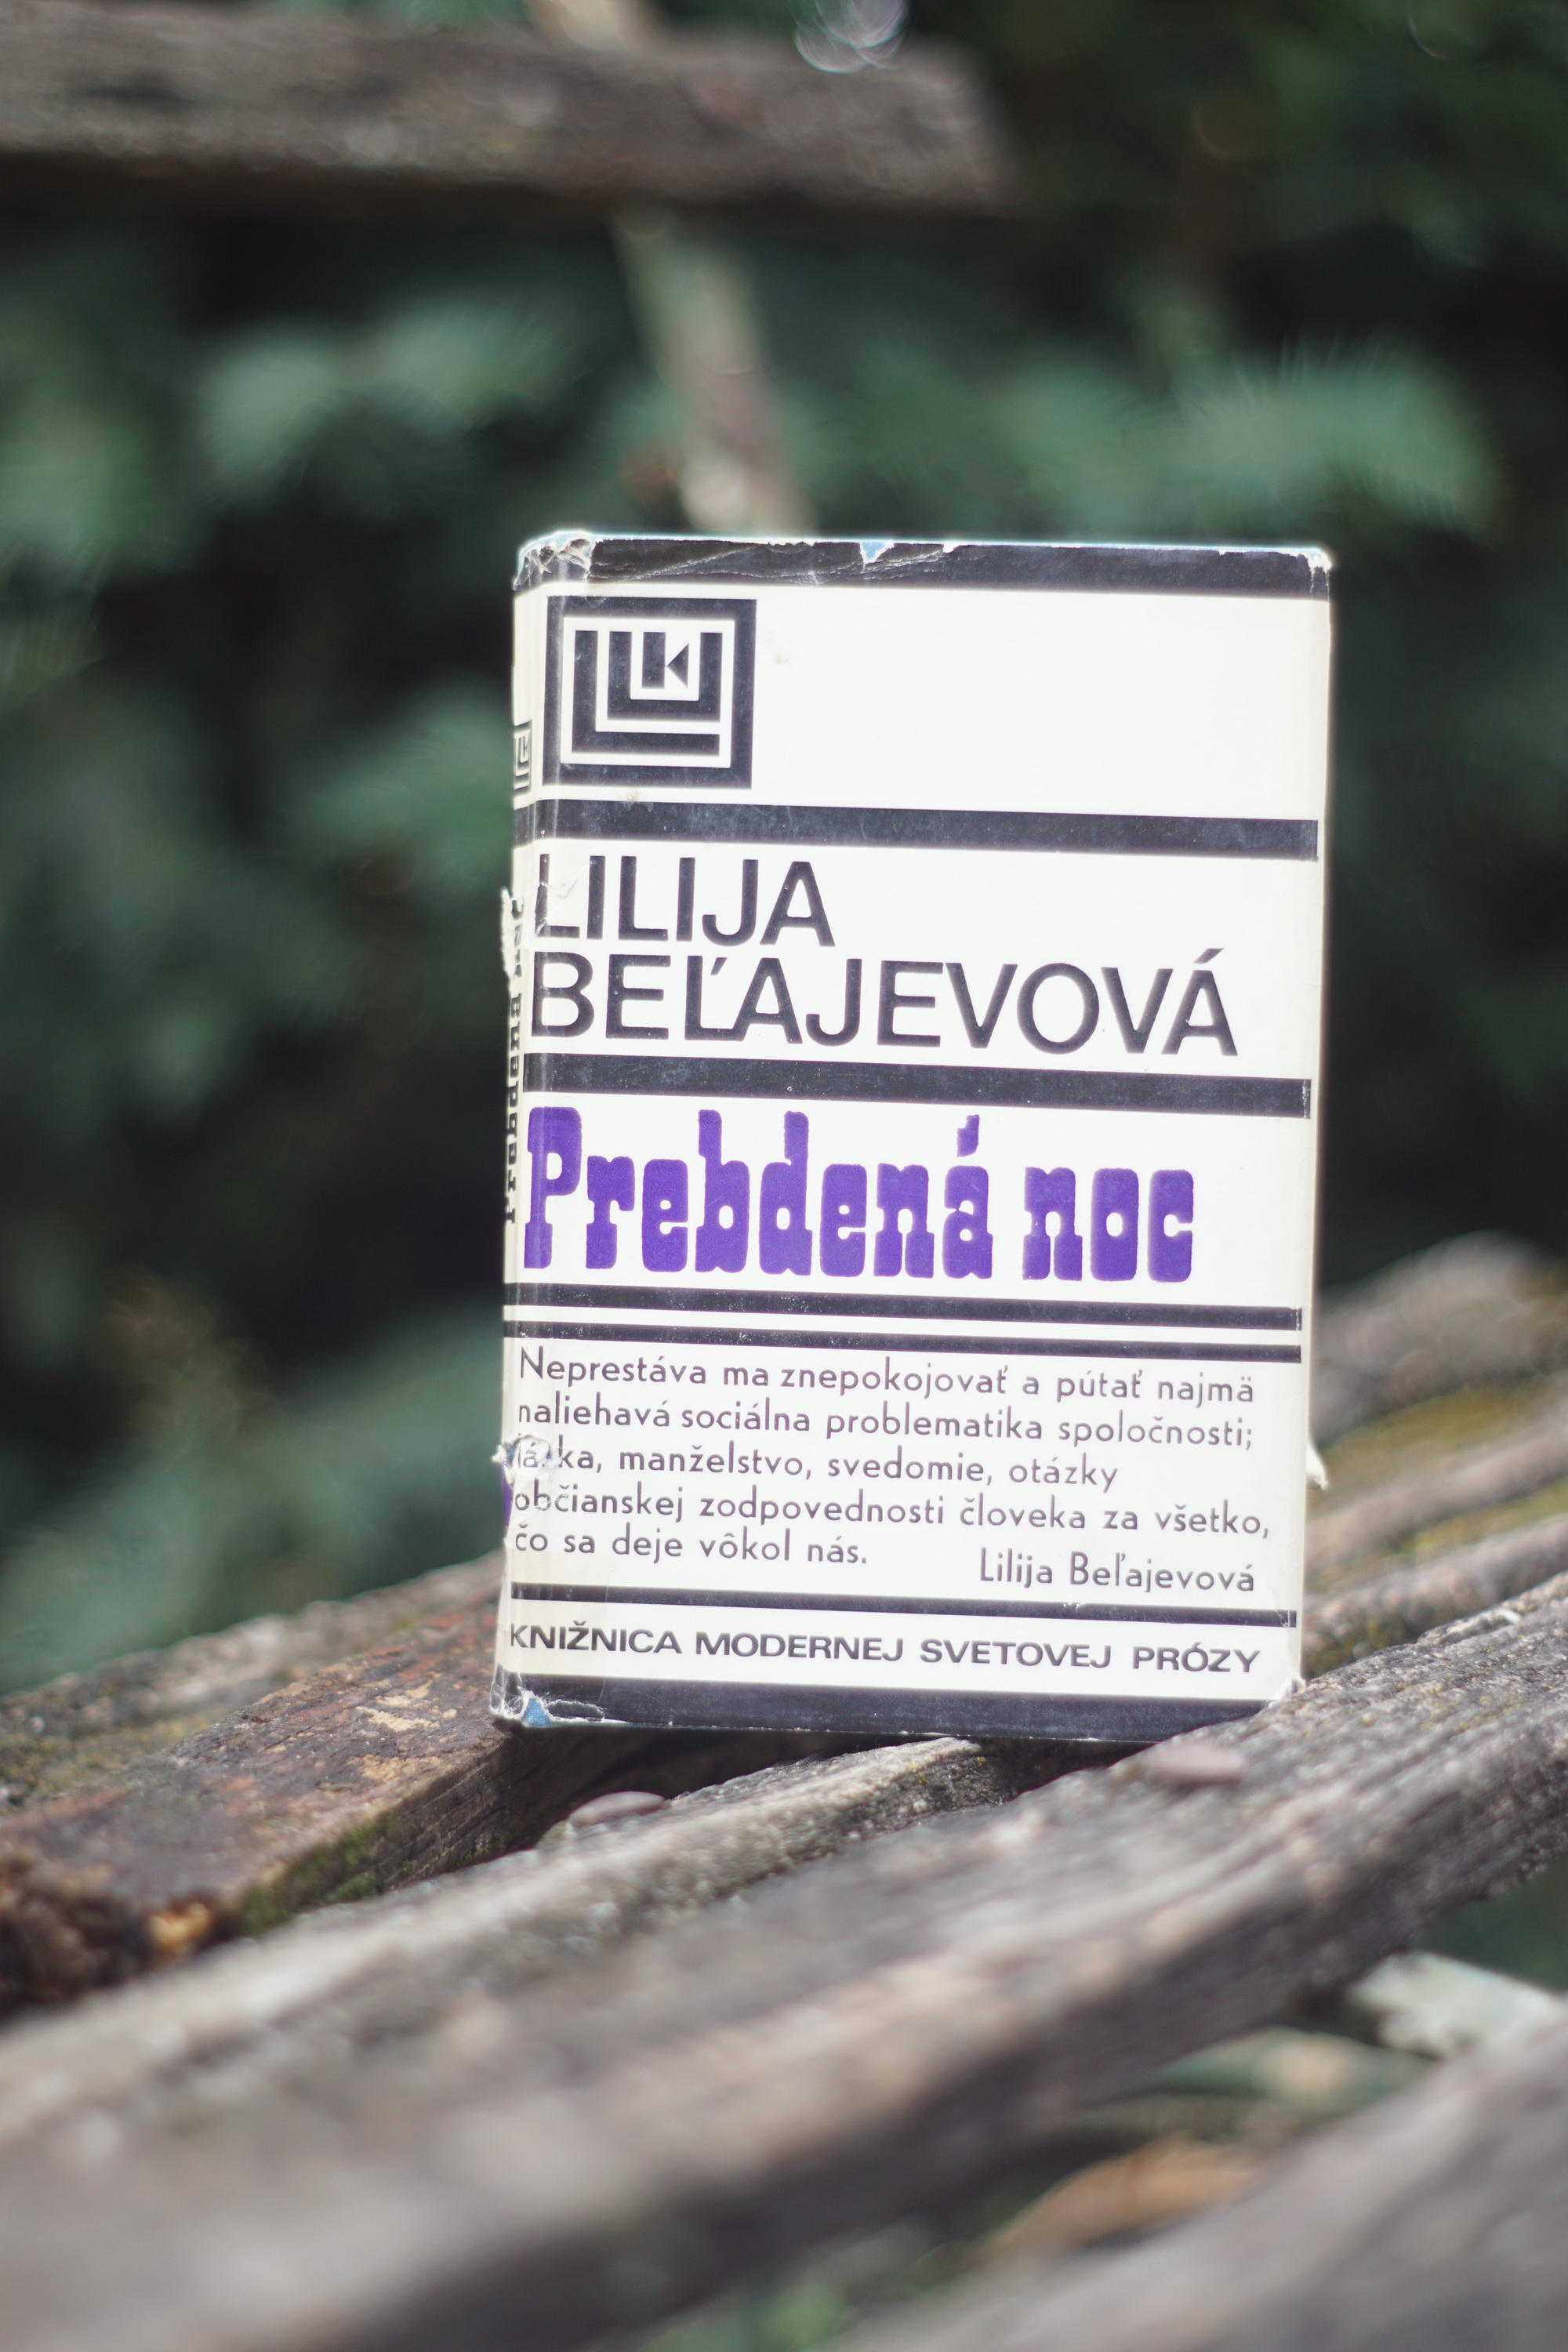 LILIJA
BEĽAJEVOVÁ
Prebdená noc
Neprestáva ma znepokojovať a pútať najmä
naliehavá sociálna problematika spoločnosti;
láska, manželstvo, svedomie, otázky
občianskej zodpovednosti človeka za všetko,
čo sa deje vôkol nás.
Lilija Beľajevová
KNIŽNICA MODERNEJ SVETOVEJ PRÓZY